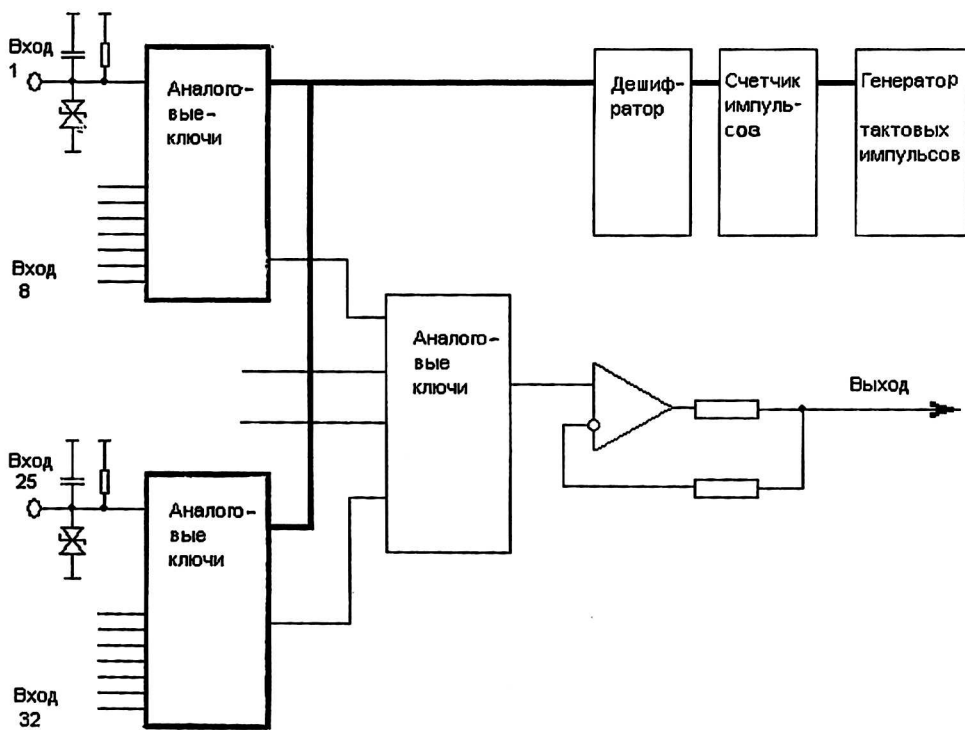 Вход
1
Аналого-
вые-
ключи
Дешиф-
ратор
Счетчик
импуль-
сов
Генератор
тактовых
импульсов
Вход
8
Аналого-
вые
ключи
Выход
Вход
25
Аналого-
вые
ключи
Вход
32